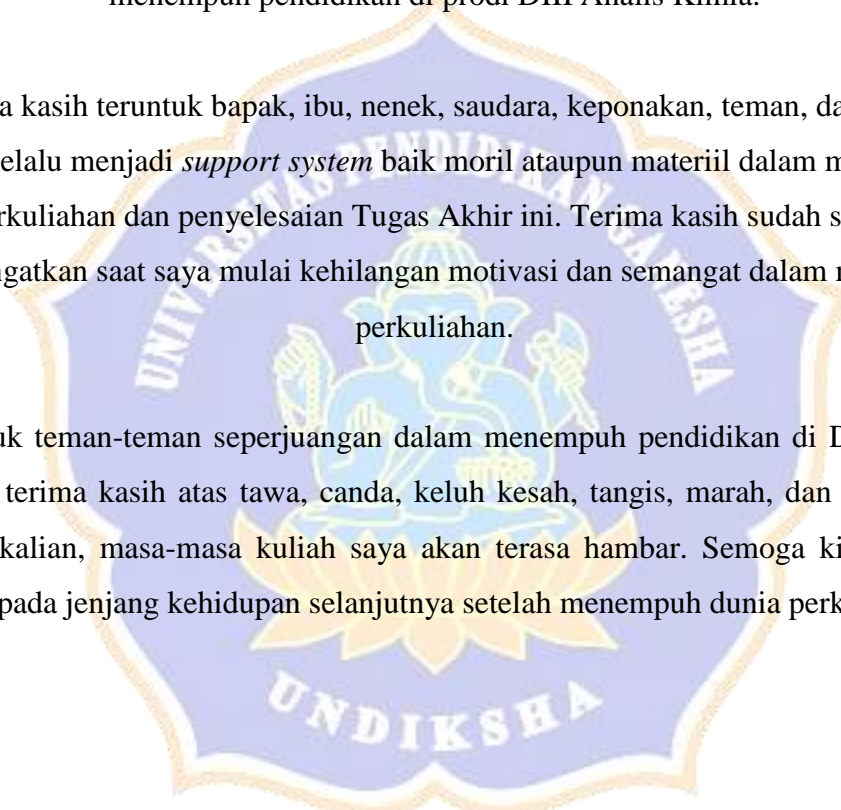 menempuh pendidikan di prodi DIII Analis Kimia.
a kasih teruntuk bapak, ibu, nenek, saudara, keponakan, teman, da
elalu menjadi support system baik moril ataupun materiil dalam m
rkuliahan dan penyelesaian Tugas Akhir ini. Terima kasih sudah s
ngatkan saat saya mulai kehilangan motivasi dan semangat dalam
perkuliahan.
uk teman-teman seperjuangan dalam menempuh pendidikan di D
terima kasih atas tawa, canda, keluh kesah, tangis, marah, dan
kalian, masa-masa kuliah saya akan terasa hambar. Semoga ki
pada jenjang kehidupan selanjutnya setelah menempuh dunia perk
UNIVERSITAS PENDIDIKAN GANESHA
UNDIKSHA